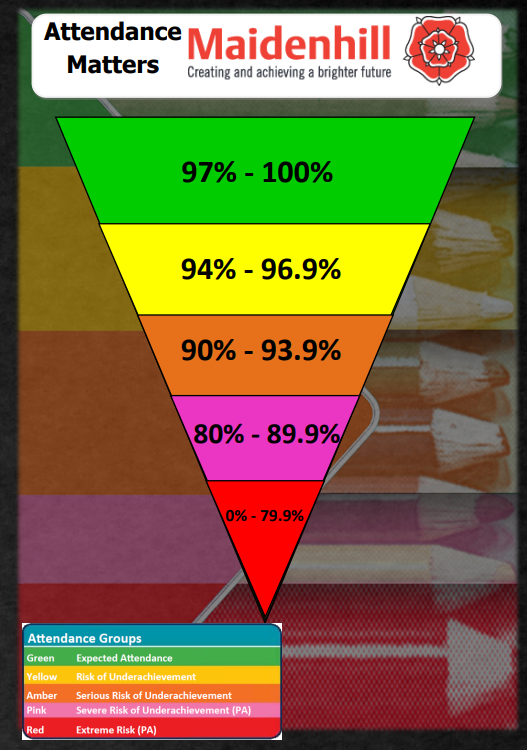 Attendance
Matters
Maidenhill
Creating and achieving a brighter future
97% - 100%
94% - 96.9%
90% - 93.9%
80% - 89.9%
0% - 79.9%
Attendance Groups
Green Expected Attendance
Yellow Risk of Underachievement
Amber Serious Risk of Underachievement
Pink Severe Risk of Underachievement (PA)
Red Extreme Risk (PA)